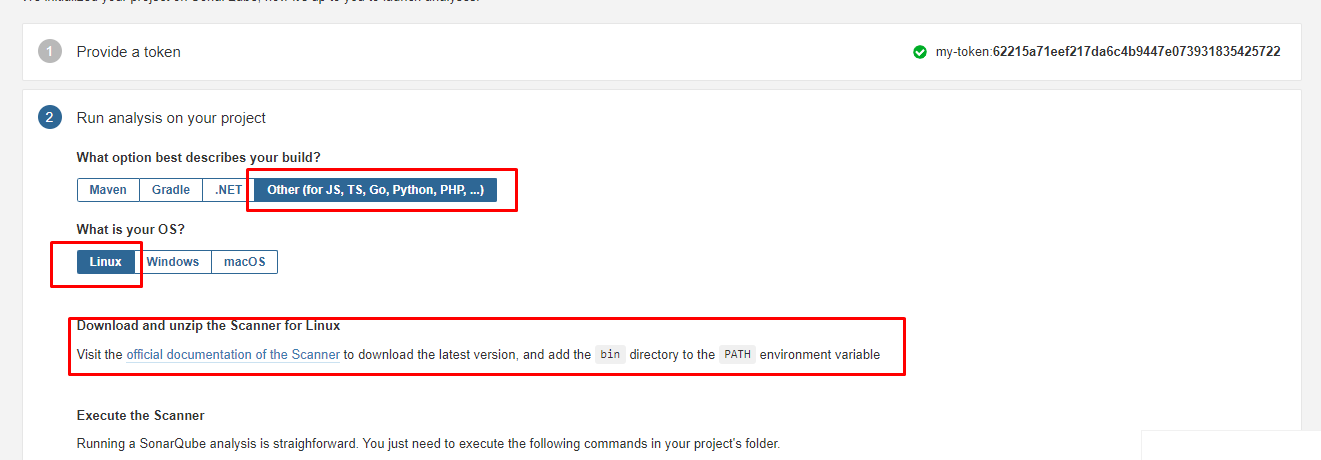 1 Provide a token my-token:62215a71eef217da6c4b9447e073931835425722
2 Run analysis on your project
What option best describes your build?
Maven Gradle .NET Other (for JS, TS, Go, Python, PHP, ...)
What is your OS?
Linux Windows macOS
Download and unzip the Scanner for Linux
Visit the official documentation of the Scanner to download the latest version, and add the bin directory to the PATH environment variable
Execute the Scanner
Running a SonarQube analysis is straighforward. You just need to execute the following commands in your project's folder.